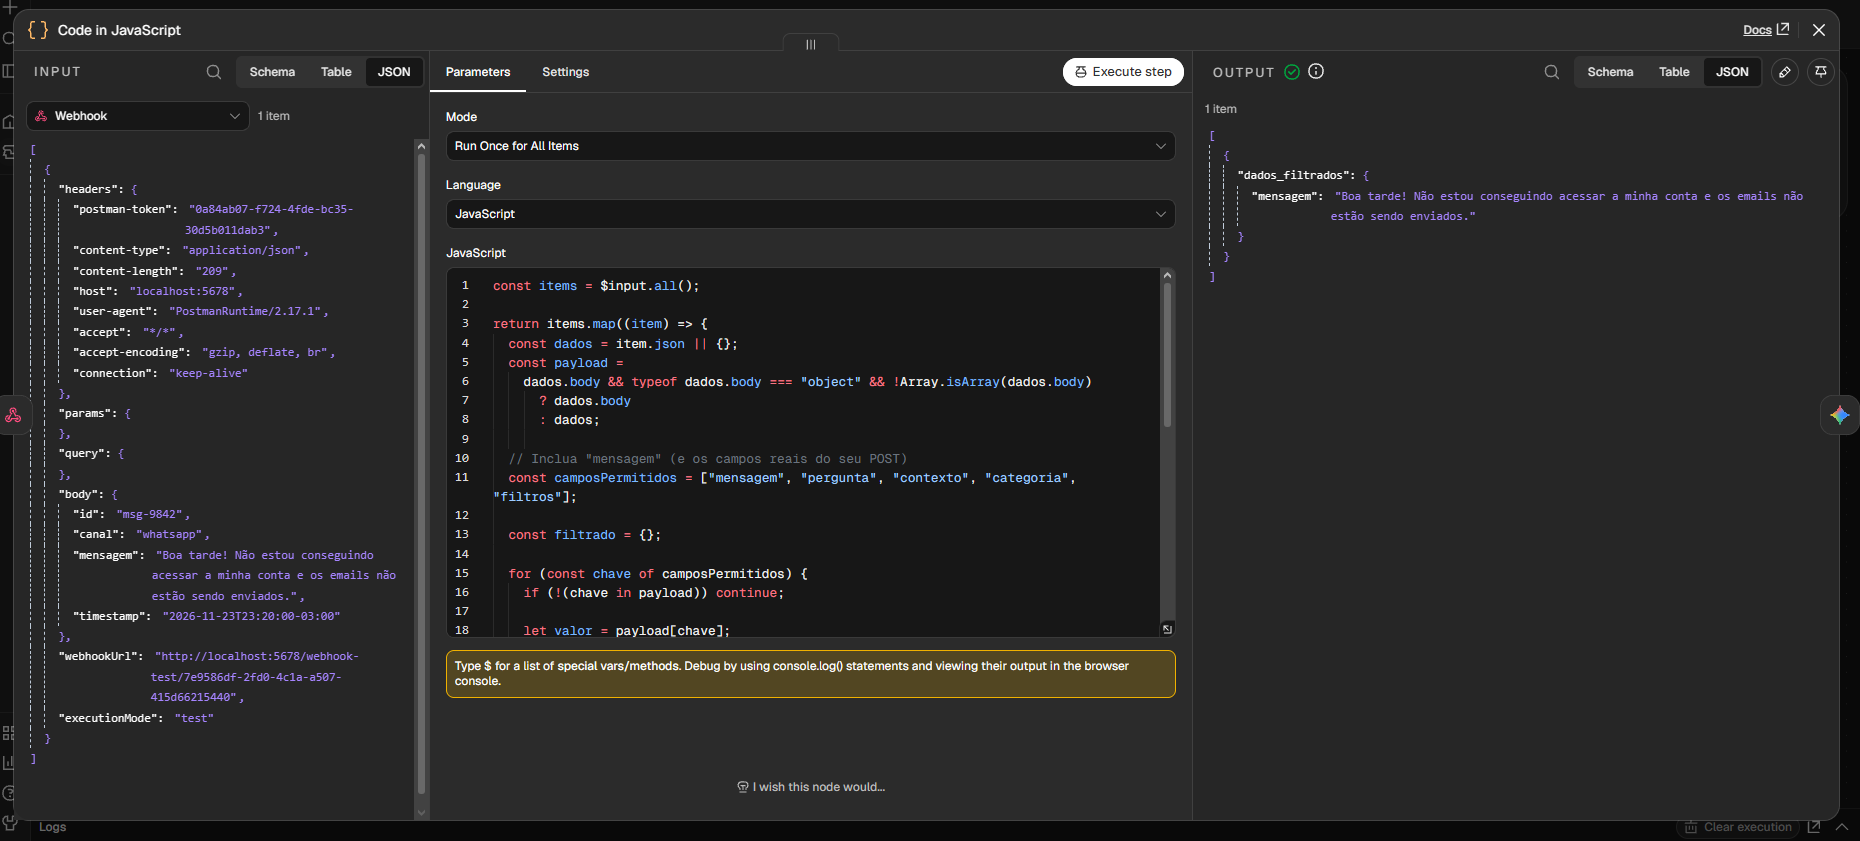 Code in JavaScript
Docs
INPUT
Schema
Table
JSON
Webhook
1 item
[
{
"headers": {
"postman-token": "0a84ab07-f724-4fde-bc35-
30d5b011dab3",
"content-type": "application/json",
"content-length": "209",
"host": "localhost:5678",
"user-agent": "PostmanRuntime/2.17.1",
"accept": "*/*",
"accept-encoding": "gzip, deflate, br",
"connection": "keep-alive"
},
"params": {
},
"query": {
},
"body": {
"id": "msg-9842",
"canal": "whatsapp",
"mensagem": "Boa tarde! Não estou conseguindo
acessar a minha conta e os emails não
estão sendo enviados.",
"timestamp": "2026-11-23T23:20:00-03:00"
},
"webhookUrl": "http://localhost:5678/webhook-
test/7e9586df-2fd0-4c1a-a507-
415d66215440",
"executionMode": "test"
}
]
Parameters
Settings
Execute step
Mode
Run Once for All Items
Language
JavaScript
JavaScript
1 const items = $input.all();
2
3 return items.map((item) => {
4 const dados = item.json || {};
5 const payload =
6 dados.body && typeof dados.body === "object" && !Array.isArray(dados.body)
7 ? dados.body
8 : dados;
9
10 // Inclua "mensagem" (e os campos reais do seu POST)
11 const camposPermitidos = ["mensagem", "pergunta", "contexto", "categoria",
"filtros"];
12
13 const filtrado = {};
14
15 for (const chave of camposPermitidos) {
16 if (!(chave in payload)) continue;
17
18 let valor = payload[chave];
Type $ for a list of special vars/methods. Debug by using console.log() statements and viewing their output in the browser
console.
I wish this node would...
OUTPUT
Schema
Table
JSON
1 item
[
{
"dados_filtrados": {
"mensagem": "Boa tarde! Não estou conseguindo acessar a minha conta e os emails não
estão sendo enviados."
}
}
]
Logs
Clear execution